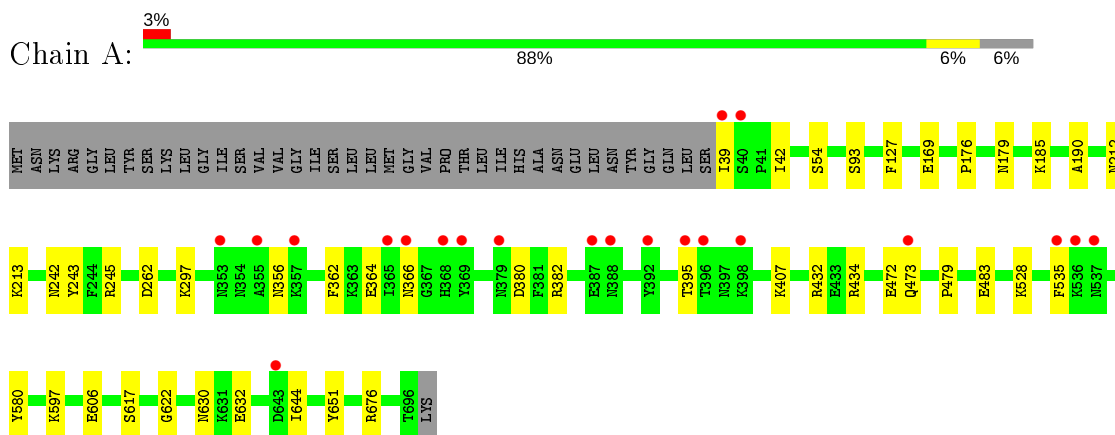 3%
Chain A:
88% 6% 6%
MET ASN LYS ARG GLY LEU TYR SER LYS LEU GLY ILE SER VAL VAL GLY ILE SER LEU LEU MET GLY VAL PRO THR LEU ILE HIS ALA ASN GLU LEU ASN TYR GLY GLN LEU SER I39 S40 P41 I42 S54 S93 F127 E169 P176 N179 K185 A190 N212
K213 N242 Y243 F244 R245 D262 K297 N353 N354 A355 N356 K357 F362 K363 E364 I365 N366 G367 H368 Y369 N379 D380 F381 R382 E387 N388 Y392 T395 T396 N397 K398 K407 R432 E433 R434 E472 Q473 P479 E483 K528 F535 K536 N537
Y580 K597 E606 S617 G622 N630 K631 E632 D643 I644 Y651 R676 T696 LYS